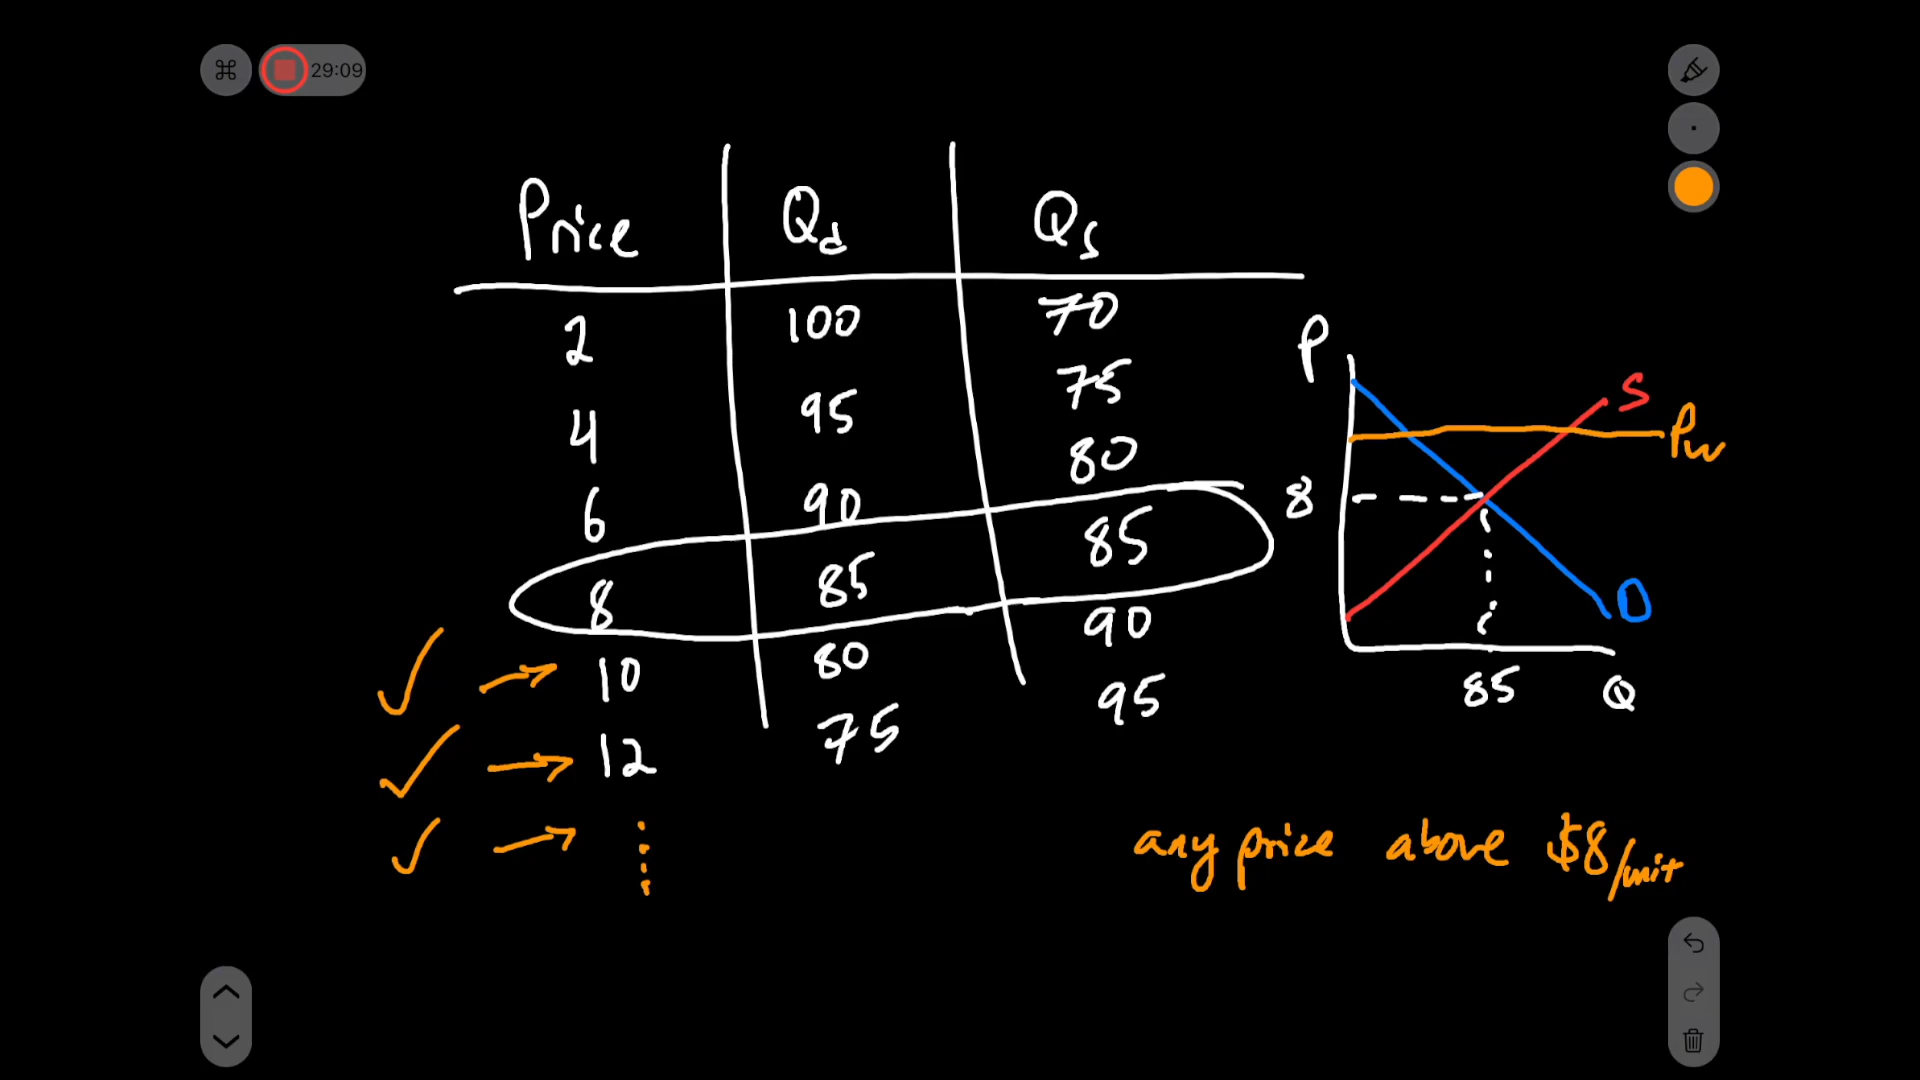 29:09
Price Qd Qs
2 100 70
4 95 75
6 90 80
8 85 85
10 80 90
12 75 95
P
S
Pw
8
D
85 Q
any price above $8/unit